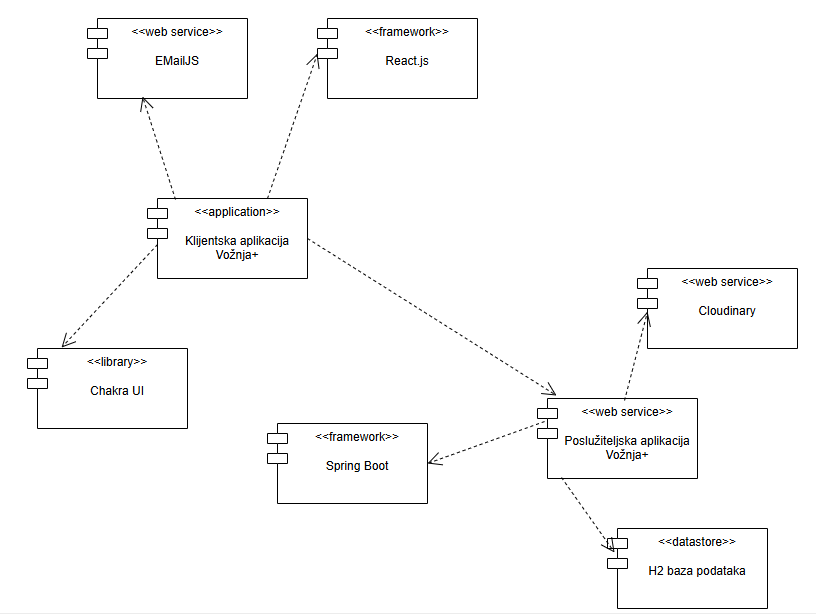 <<web service>>
EMailJS
<<framework>>
React.js
<<application>>
Klijentska aplikacija
Vožnja+
<<web service>>
Cloudinary
<<library>>
Chakra UI
<<web service>>
Poslužiteljska aplikacija
Vožnja+
<<framework>>
Spring Boot
<<datastore>>
H2 baza podataka